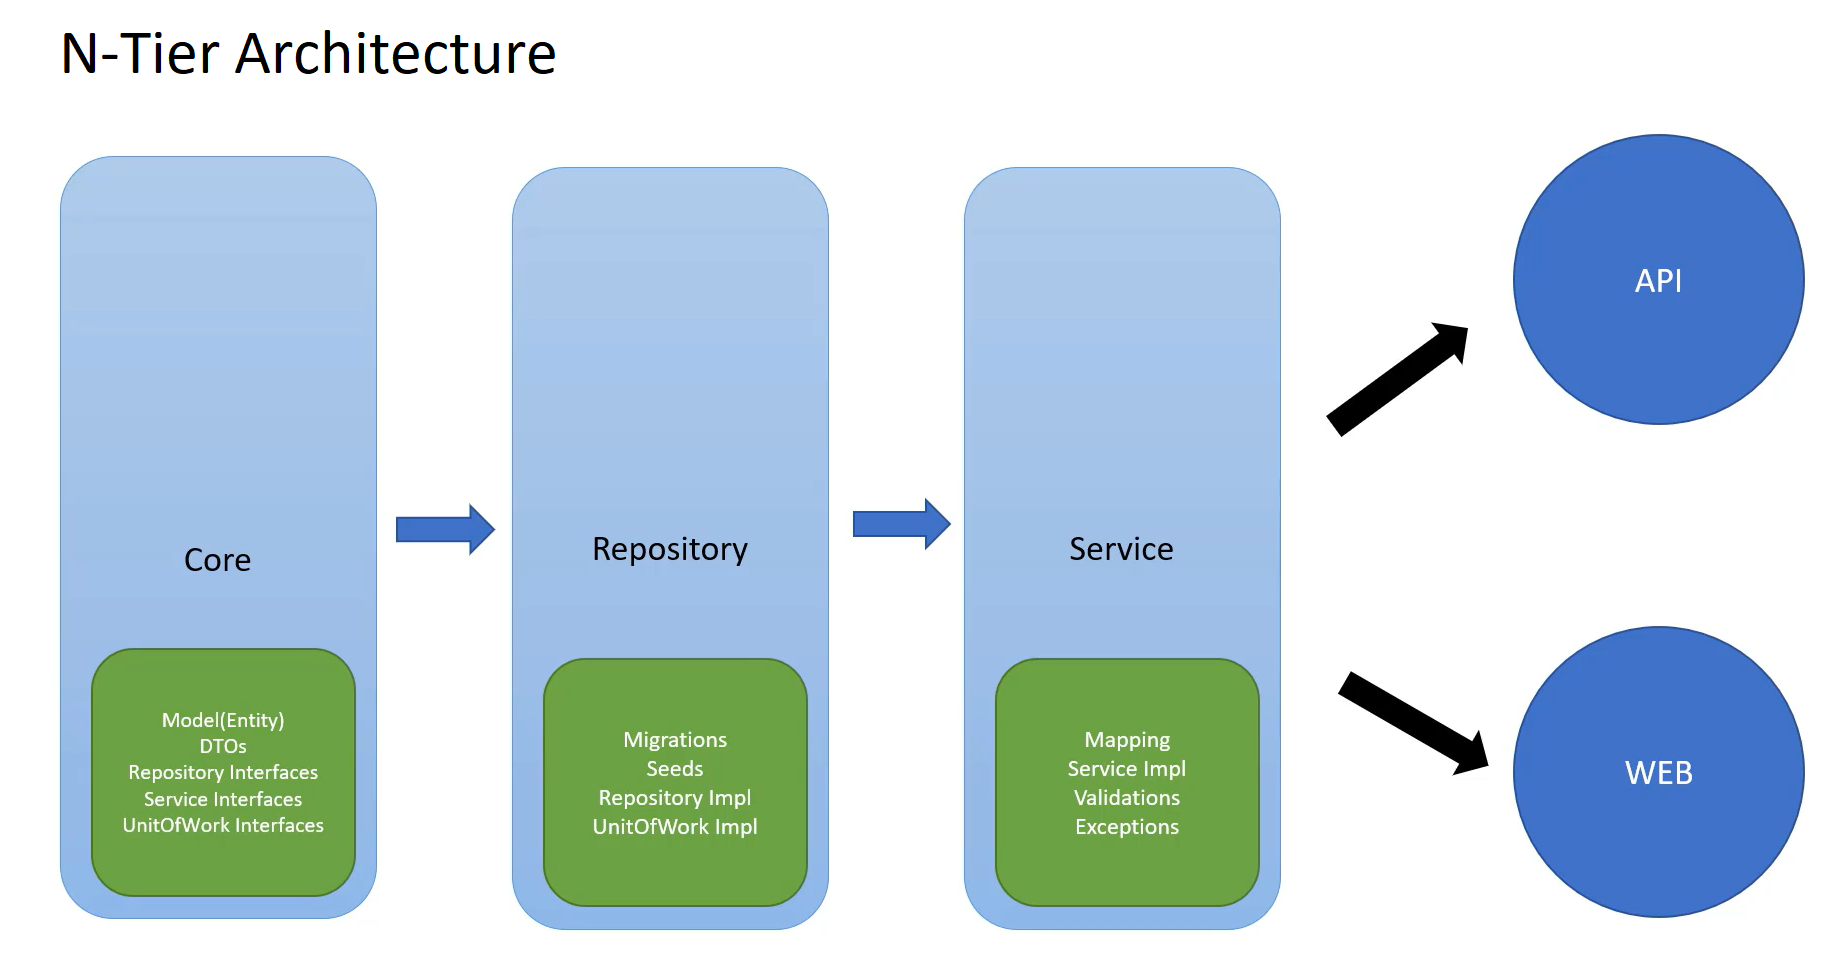 N-Tier Architecture
Core
Model(Entity)
DTOs
Repository Interfaces
Service Interfaces
UnitOfWork Interfaces
Repository
Migrations
Seeds
Repository Impl
UnitOfWork Impl
Service
Mapping
Service Impl
Validations
Exceptions
API
WEB